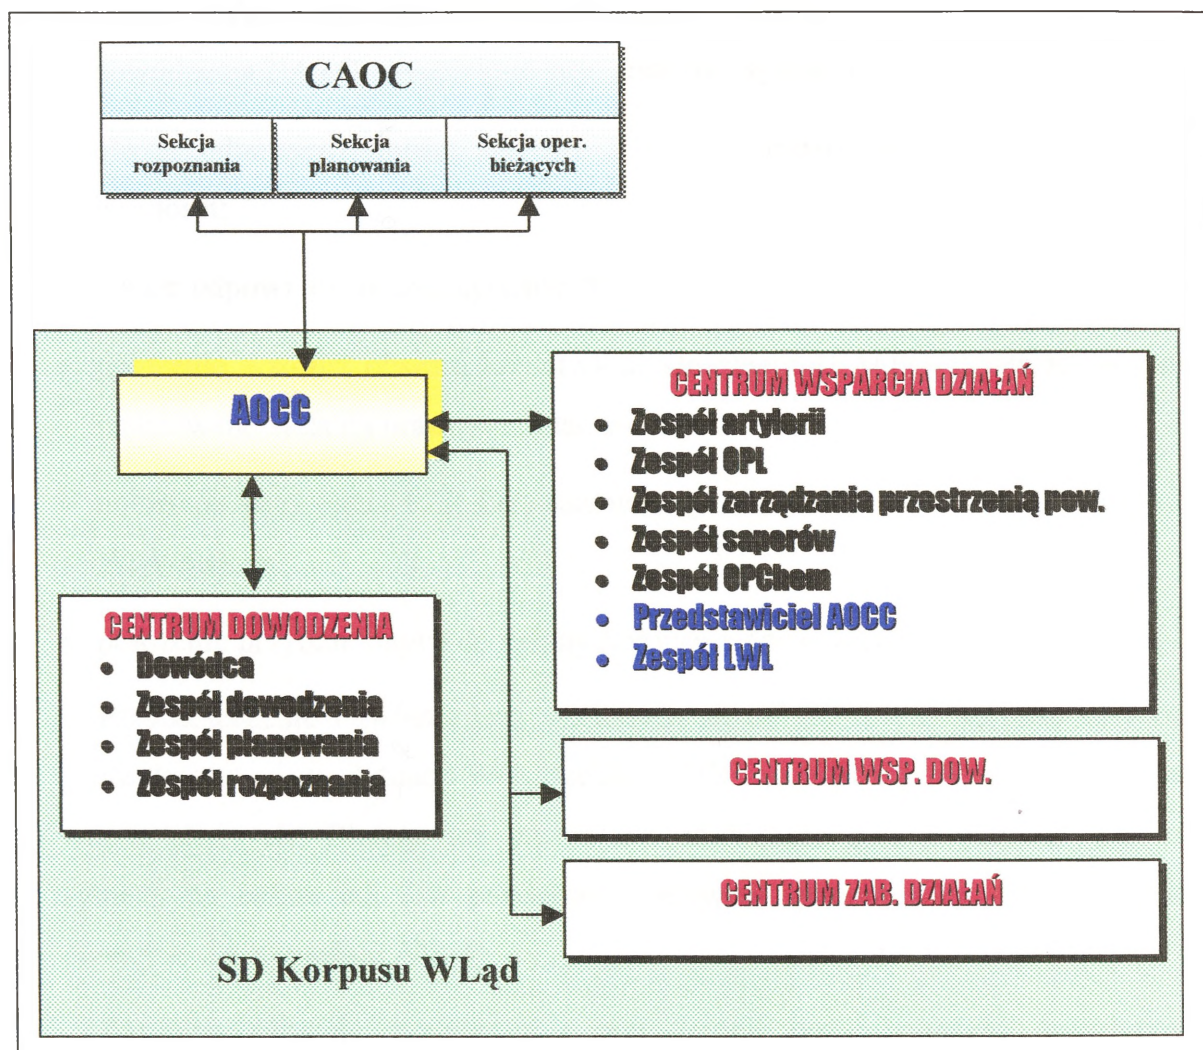 CAOC
Sekcja
rozpoznania
Sekcja
planowania
Sekcja oper.
bieżących
AOCC
CENTRUM WSPARCIA DZIAŁAŃ
• Zespół artylerii
• Zespół OPL
• Zespół zarządzania przestrzenią pow.
• Zespół saperów
• Zespół OPChem
• Przedstawiciel AOCC
• Zespół LWL
CENTRUM DOWODZENIA
• Dowódca
• Zespół dowodzenia
• Zespół planowania
• Zespół rozpoznania
CENTRUM WSP. DOW.
CENTRUM ZAB. DZIAŁAŃ
SD Korpusu WLąd